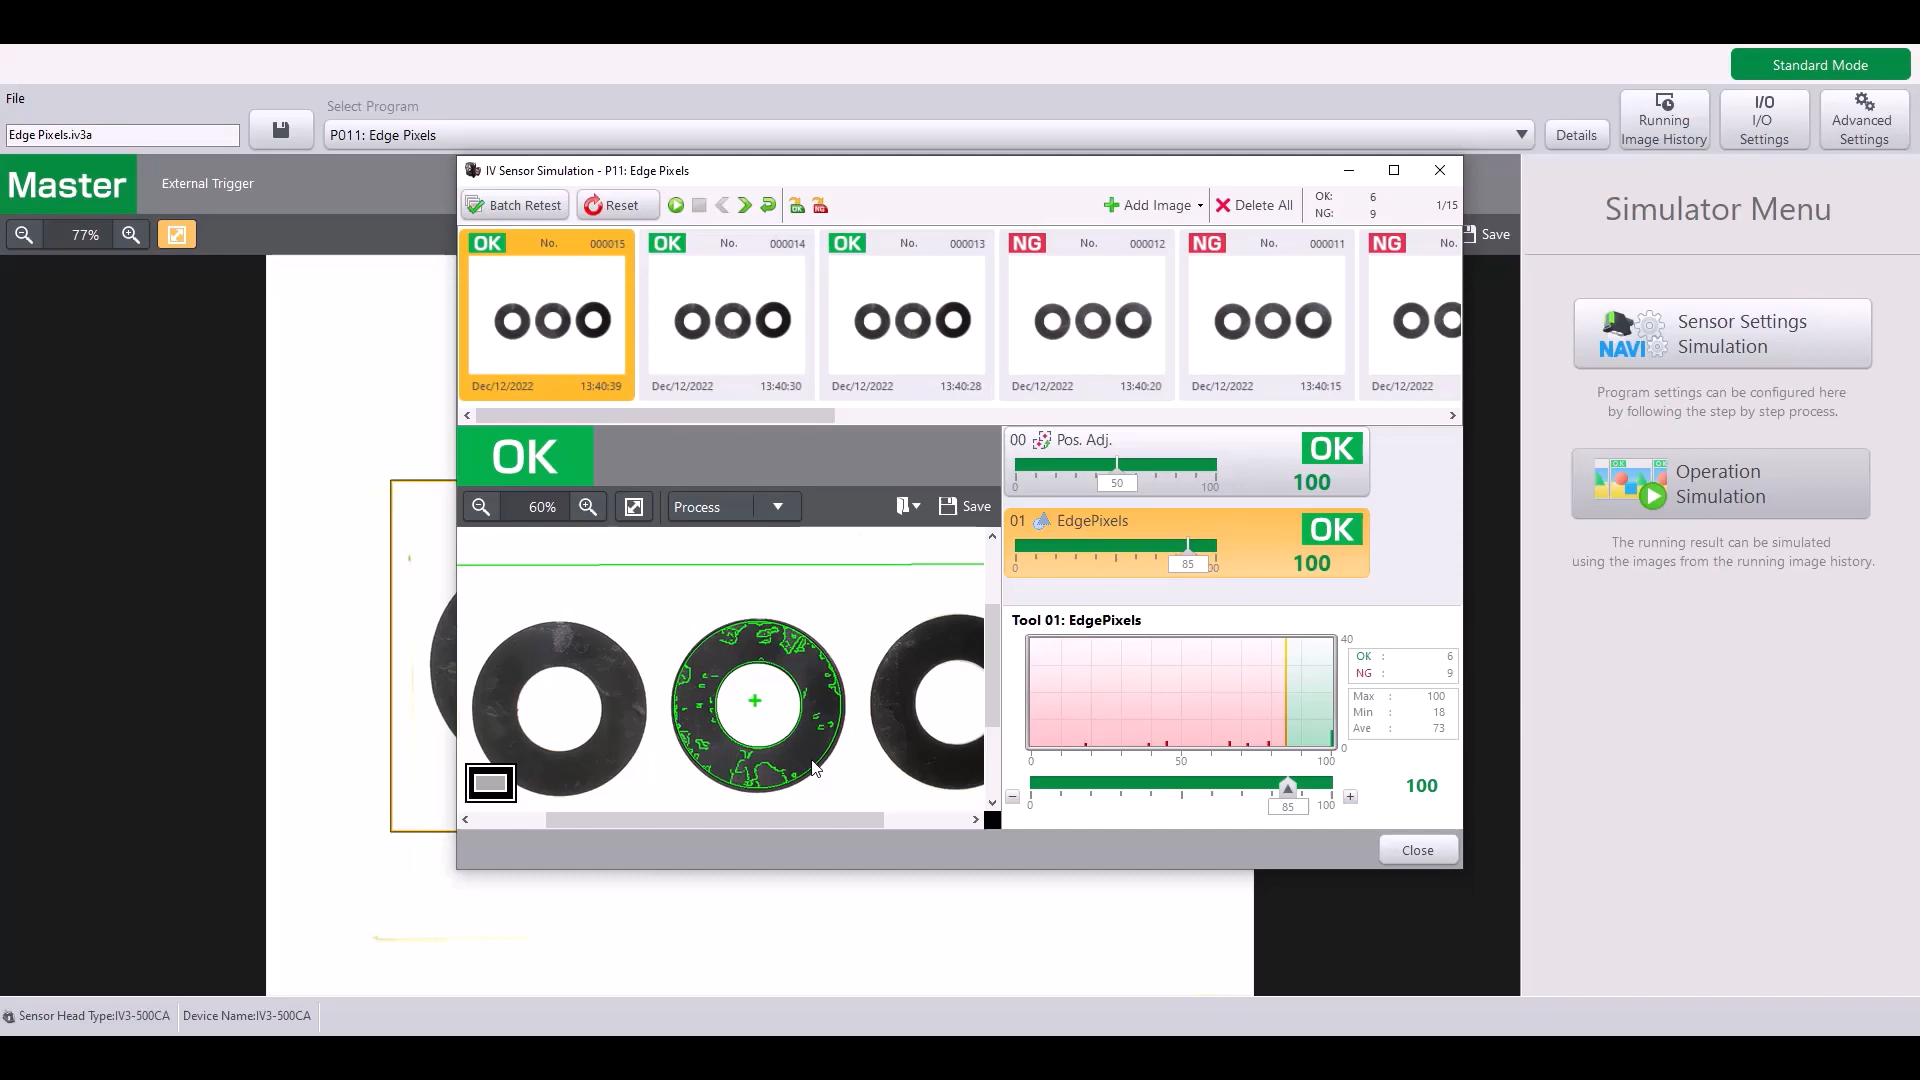 Standard Mode
File
Select Program
Edge Pixels.iv3a
P011: Edge Pixels
Details
Running
Image History
I/O
I/O
Settings
Advanced
Settings
Master
External Trigger
77%
Save
IV Sensor Simulation - P11: Edge Pixels
Batch Retest
Reset
Add Image
Delete All
OK: 6
NG: 9
1/15
OK No. 000015
OK No. 000014
OK No. 000013
NG No. 000012
NG No. 000011
NG No.
Dec/12/2022 13:40:39
Dec/12/2022 13:40:30
Dec/12/2022 13:40:28
Dec/12/2022 13:40:20
Dec/12/2022 13:40:15
Dec/12/2022
OK
60%
Process
Save
00 Pos. Adj. OK
0 50 100
100
01 EdgePixels OK
0 85 00
100
Tool 01: EdgePixels
40
0
0 50 100
OK : 6
NG : 9
Max : 100
Min : 18
Ave : 73
0 85 100
100
Close
Simulator Menu
NAVI
Sensor Settings
Simulation
Program settings can be configured here
by following the step by step process.
Operation
Simulation
The running result can be simulated
using the images from the running image history.
Sensor Head Type:IV3-500CA
Device Name:IV3-500CA